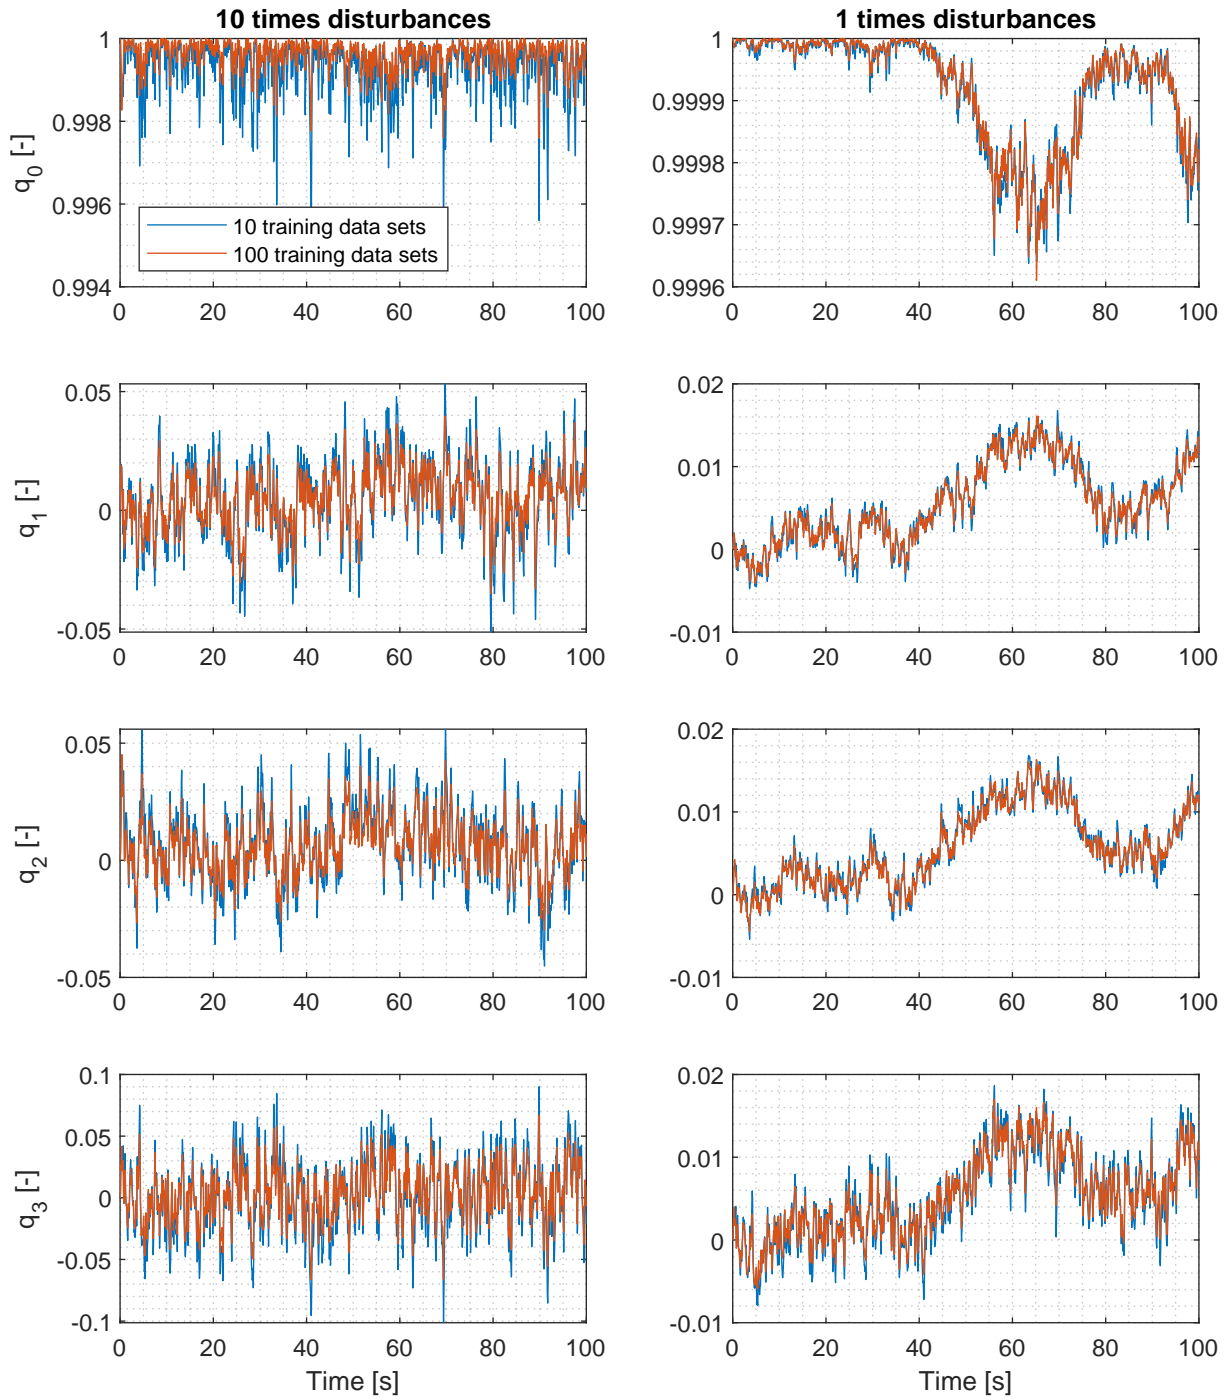 10 times disturbances
1 times disturbances
1
0.998
0.996
0.994
q_0 [-]
10 training data sets
100 training data sets
0 20 40 60 80 100
1
0.9999
0.9998
0.9997
0.9996
0 20 40 60 80 100
0.05
0
-0.05
q_1 [-]
0 20 40 60 80 100
0.02
0.01
0
-0.01
0 20 40 60 80 100
0.05
0
-0.05
q_2 [-]
0 20 40 60 80 100
0.02
0.01
0
-0.01
0 20 40 60 80 100
0.1
0.05
0
-0.05
-0.1
q_3 [-]
0 20 40 60 80 100
Time [s]
0.02
0.01
0
-0.01
0 20 40 60 80 100
Time [s]